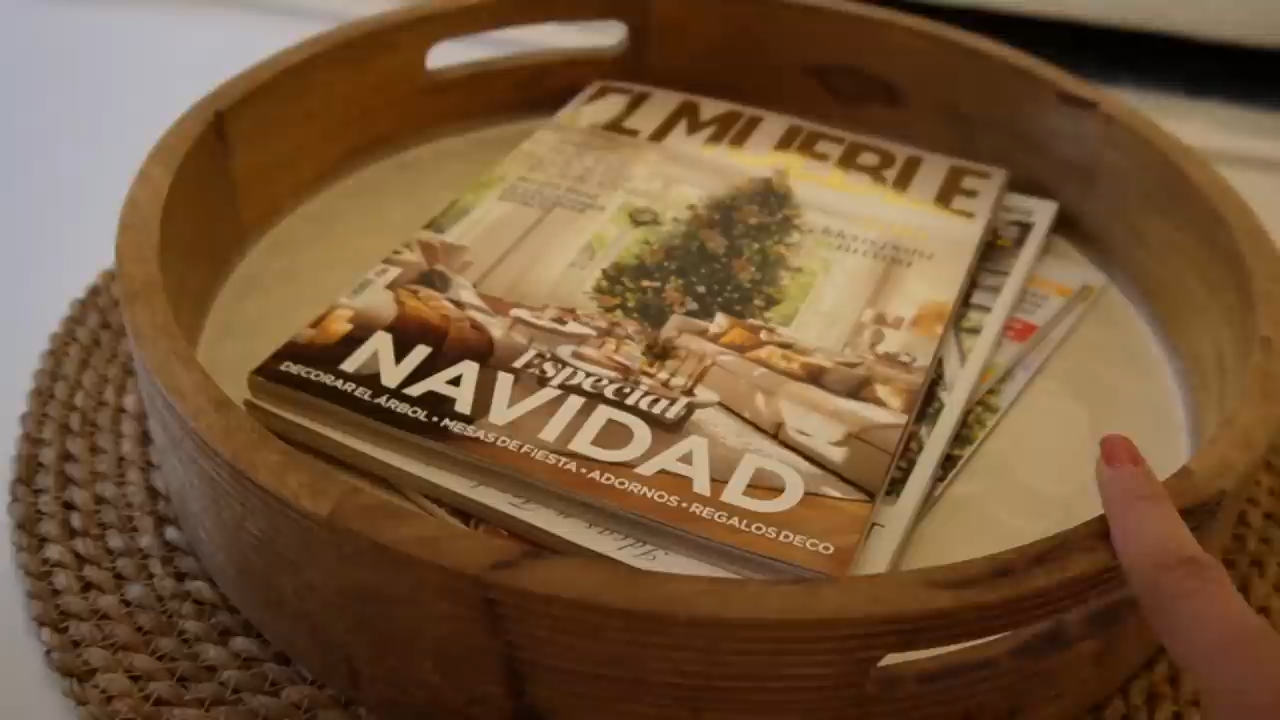 EL MUEBLE
Especial
NAVIDAD
DECORAR EL ÁRBOL • MESAS DE FIESTA • ADORNOS • REGALOS DECO